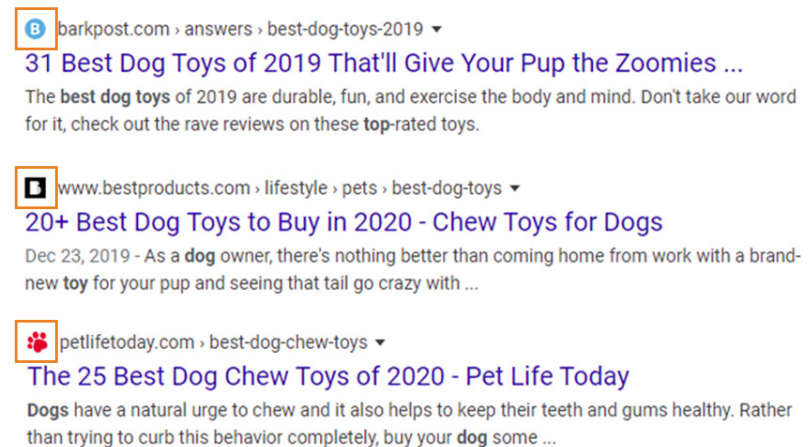 B barkpost.com › answers › best-dog-toys-2019
31 Best Dog Toys of 2019 That'll Give Your Pup the Zoomies ...
The best dog toys of 2019 are durable, fun, and exercise the body and mind. Don't take our word
for it, check out the rave reviews on these top-rated toys.
B www.bestproducts.com › lifestyle › pets › best-dog-toys
20+ Best Dog Toys to Buy in 2020 - Chew Toys for Dogs
Dec 23, 2019 - As a dog owner, there's nothing better than coming home from work with a brand-
new toy for your pup and seeing that tail go crazy with ...
petlifetoday.com › best-dog-chew-toys
The 25 Best Dog Chew Toys of 2020 - Pet Life Today
Dogs have a natural urge to chew and it also helps to keep their teeth and gums healthy. Rather
than trying to curb this behavior completely, buy your dog some ...